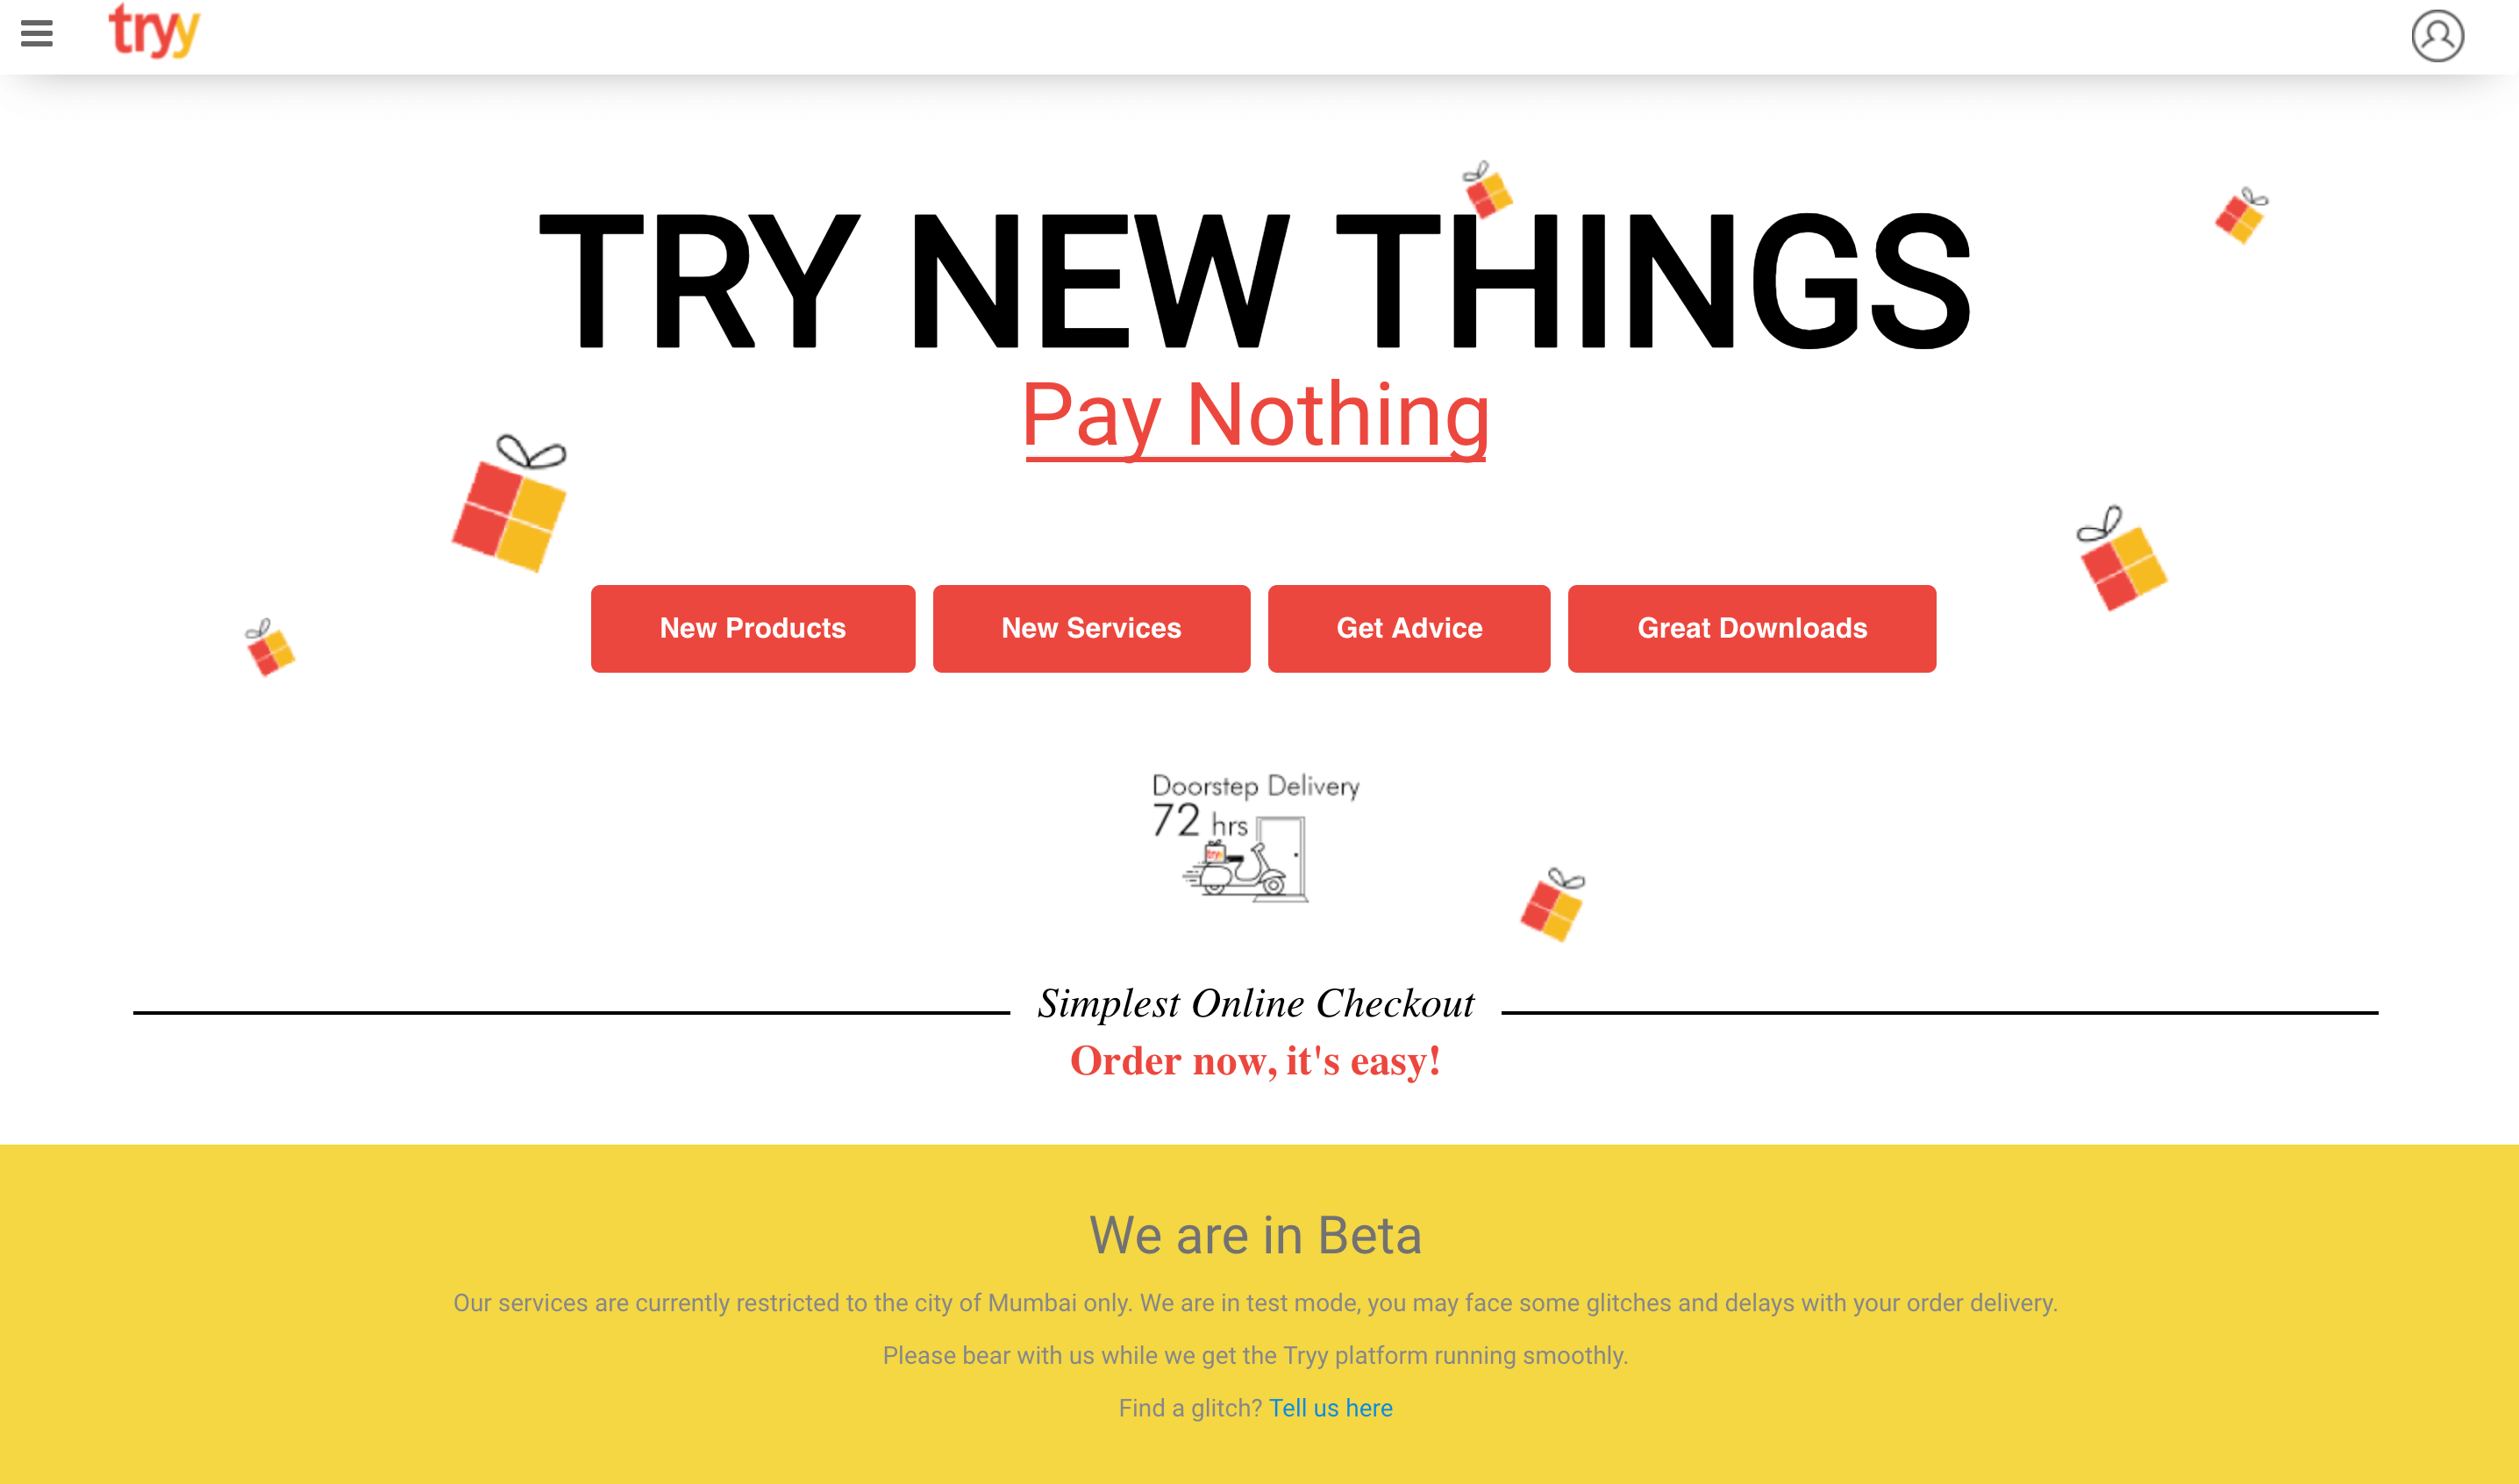 tryy
TRY NEW THINGS
Pay Nothing
New Products
New Services
Get Advice
Great Downloads
Doorstep Delivery
72 hrs
tryy
Simplest Online Checkout
Order now, it's easy!
We are in Beta
Our services are currently restricted to the city of Mumbai only. We are in test mode, you may face some glitches and delays with your order delivery.
Please bear with us while we get the Tryy platform running smoothly.
Find a glitch? Tell us here